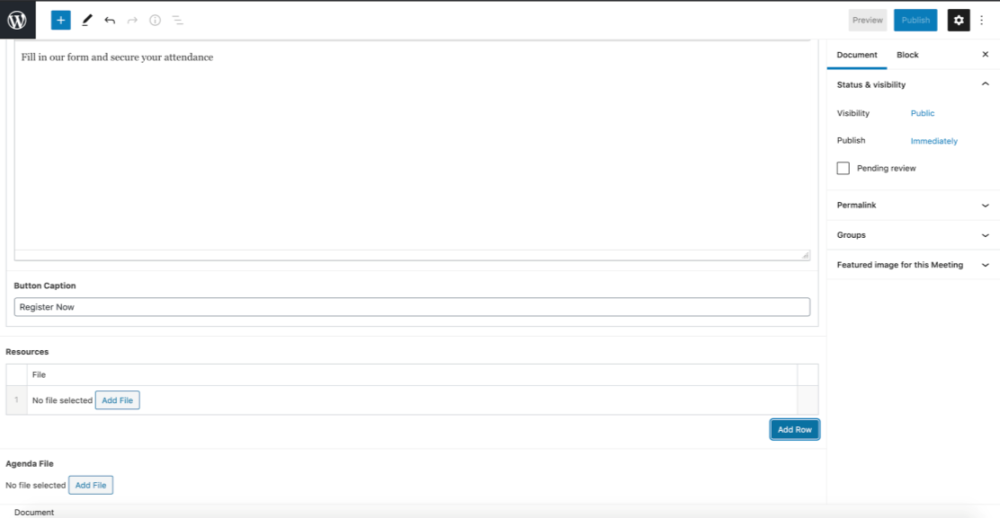 Preview Publish
Fill in our form and secure your attendance
Button Caption
Register Now
Resources
File
1 No file selected Add File
Add Row
Agenda File
No file selected Add File
Document
Document Block
Status & visibility
Visibility Public
Publish Immediately
Pending review
Permalink
Groups
Featured image for this Meeting